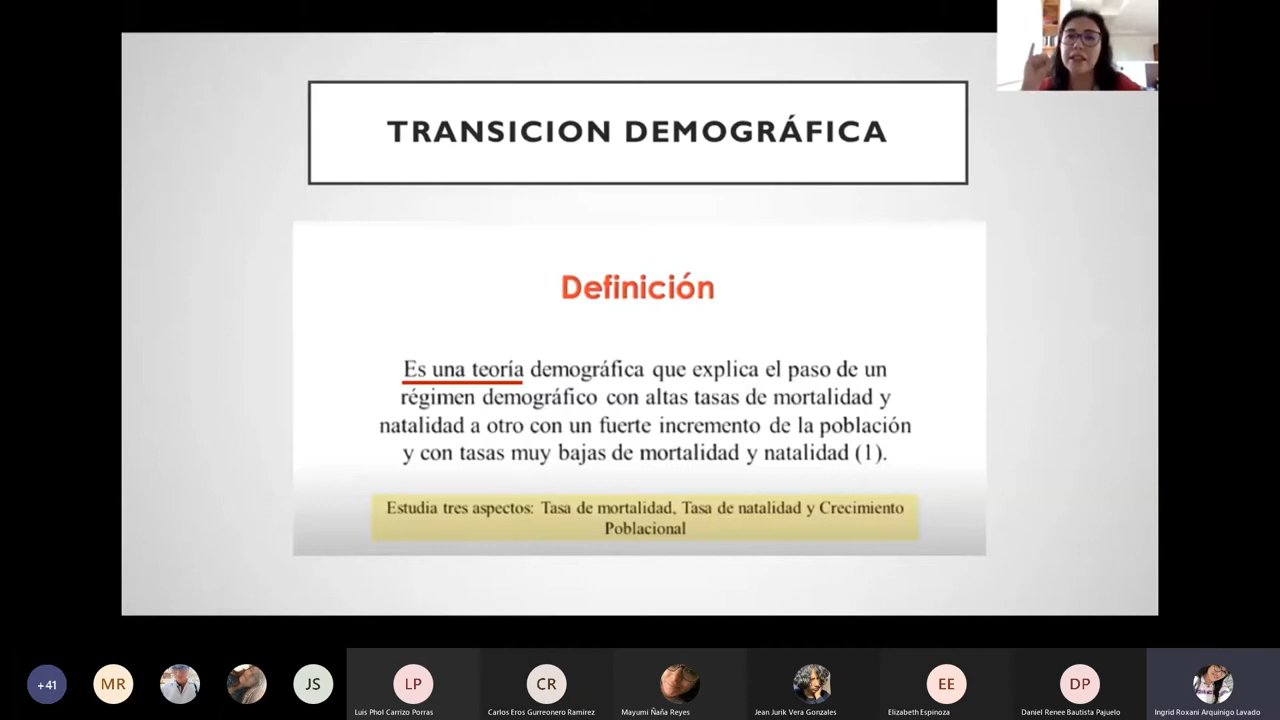 TRANSICION DEMOGRÁFICA
Definición
Es una teoría demográfica que explica el paso de un
régimen demográfico con altas tasas de mortalidad y
natalidad a otro con un fuerte incremento de la población
y con tasas muy bajas de mortalidad y natalidad (1).
Estudia tres aspectos: Tasa de mortalidad, Tasa de natalidad y Crecimiento
Poblacional
+41
MR
JS
LP
CR
EE
DP
Luis Phol Carrizo Porras
Carlos Eros Gurreonero Ramirez
Mayumi Ñaña Reyes
Jean Jurik Vera Gonzales
Elizabeth Espinoza
Daniel Renee Bautista Pajuelo
Ingrid Roxani Arquinigo Lavado